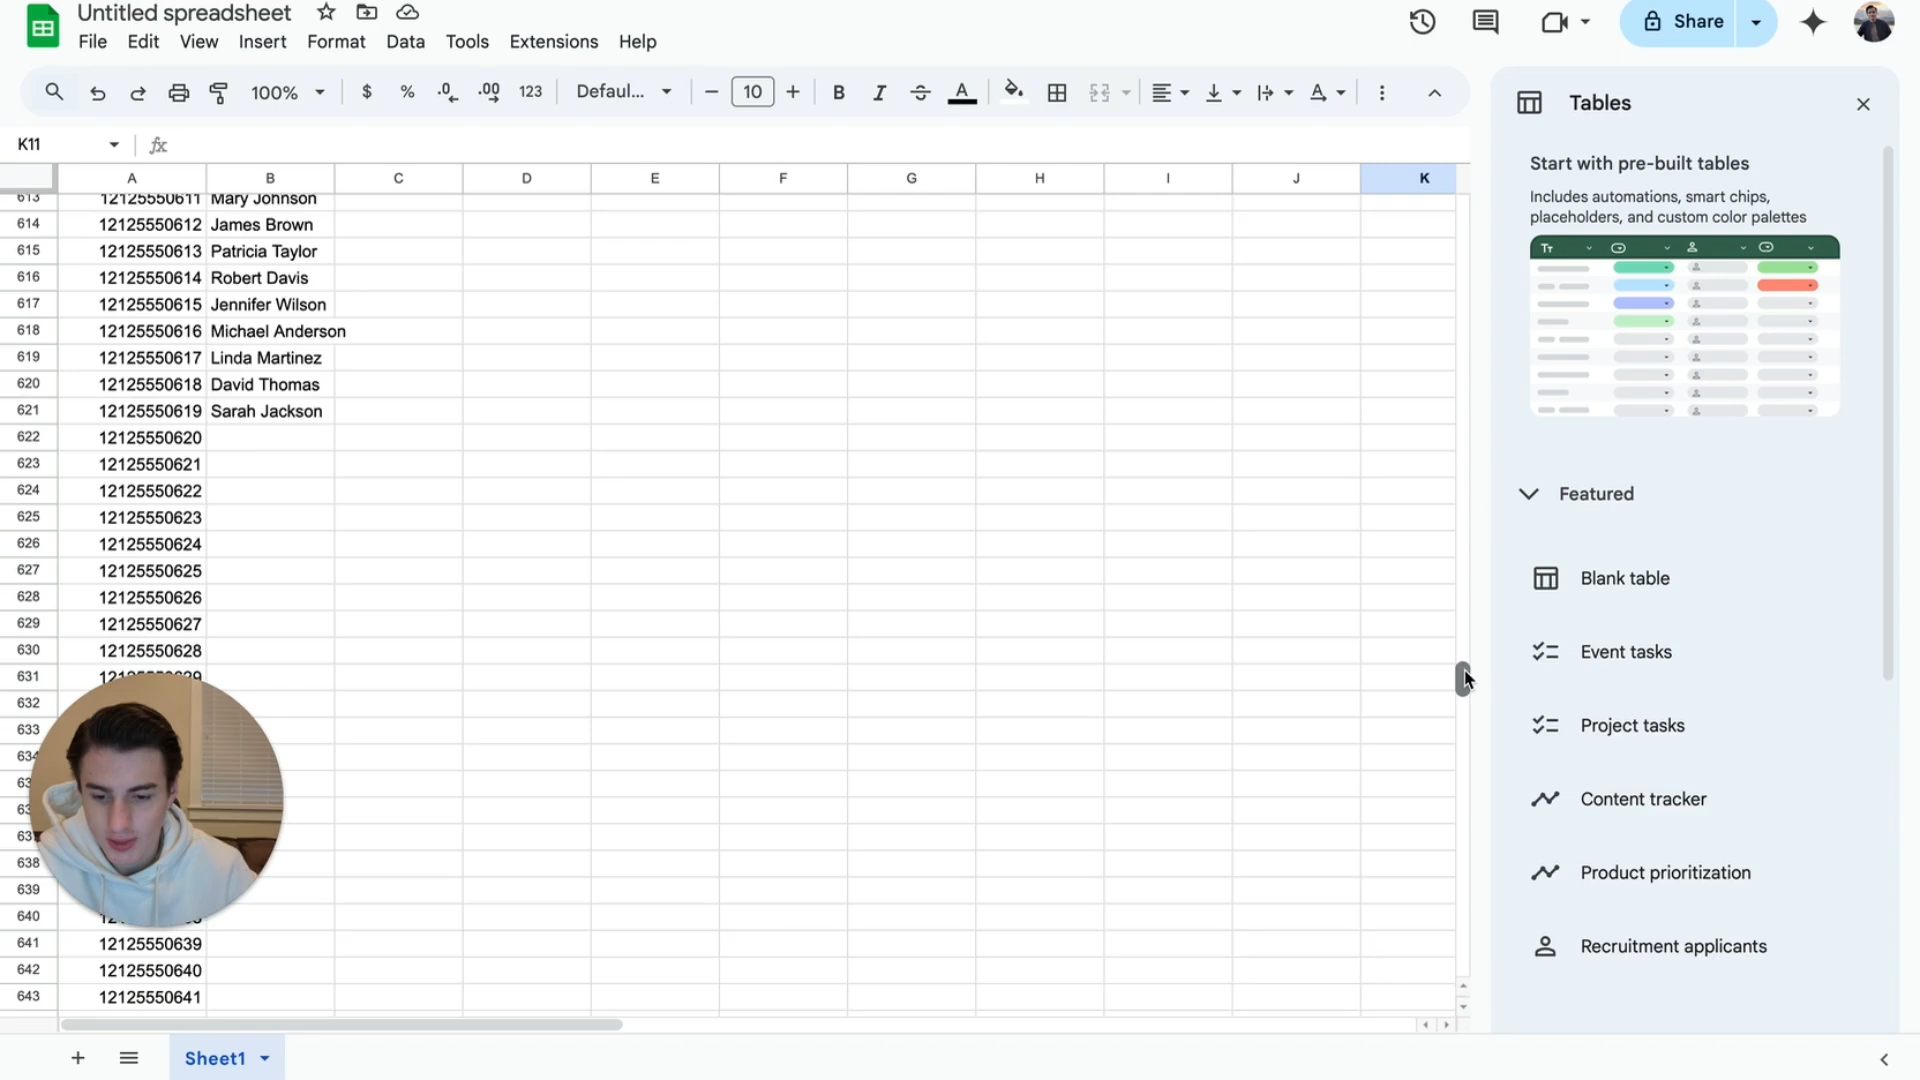 Untitled spreadsheet
File Edit View Insert Format Data Tools Extensions Help
Share
100% $ % .0 .00 123 Defaul... 10 B I S A
K11 fx
A B C D E F G H I J K
613 12125550611 Mary Johnson
614 12125550612 James Brown
615 12125550613 Patricia Taylor
616 12125550614 Robert Davis
617 12125550615 Jennifer Wilson
618 12125550616 Michael Anderson
619 12125550617 Linda Martinez
620 12125550618 David Thomas
621 12125550619 Sarah Jackson
622 12125550620
623 12125550621
624 12125550622
625 12125550623
626 12125550624
627 12125550625
628 12125550626
629 12125550627
630 12125550628
631
632
633
638
639
640
641 12125550639
642 12125550640
643 12125550641
Sheet1
Tables
Start with pre-built tables
Includes automations, smart chips,
placeholders, and custom color palettes
Featured
Blank table
Event tasks
Project tasks
Content tracker
Product prioritization
Recruitment applicants